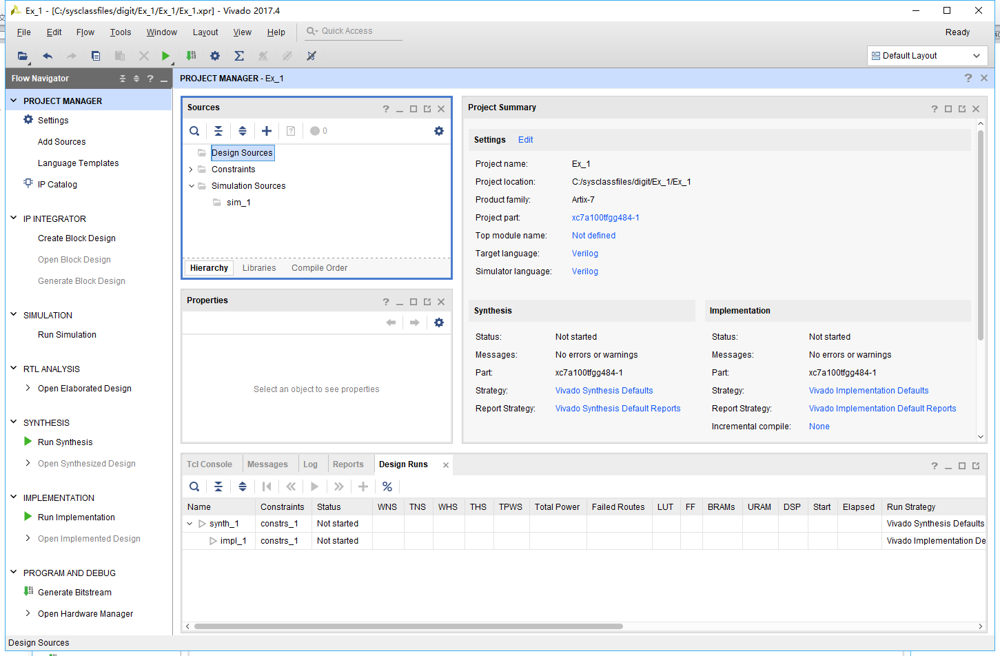 Ex_1 - [C:/sysclassfiles/digit/Ex_1/Ex_1/Ex_1.xpr] - Vivado 2017.4
File Edit Flow Tools Window Layout View Help Quick Access Ready
Default Layout
Flow Navigator
PROJECT MANAGER
Settings
Add Sources
Language Templates
IP Catalog
IP INTEGRATOR
Create Block Design
Open Block Design
Generate Block Design
SIMULATION
Run Simulation
RTL ANALYSIS
Open Elaborated Design
SYNTHESIS
Run Synthesis
Open Synthesized Design
IMPLEMENTATION
Run Implementation
Open Implemented Design
PROGRAM AND DEBUG
Generate Bitstream
Open Hardware Manager
PROJECT MANAGER - Ex_1
Sources
0
Design Sources
Constraints
Simulation Sources
sim_1
Hierarchy Libraries Compile Order
Properties
Select an object to see properties
Project Summary
Settings Edit
Project name: Ex_1
Project location: C:/sysclassfiles/digit/Ex_1/Ex_1
Product family: Artix-7
Project part: xc7a100tfgg484-1
Top module name: Not defined
Target language: Verilog
Simulator language: Verilog
Synthesis
Status: Not started
Messages: No errors or warnings
Part: xc7a100tfgg484-1
Strategy: Vivado Synthesis Defaults
Report Strategy: Vivado Synthesis Default Reports
Implementation
Status: Not started
Messages: No errors or warnings
Part: xc7a100tfgg484-1
Strategy: Vivado Implementation Defaults
Report Strategy: Vivado Implementation Default Reports
Incremental compile: None
Tcl Console Messages Log Reports Design Runs
Name Constraints Status WNS TNS WHS THS TPWS Total Power Failed Routes LUT FF BRAMs URAM DSP Start Elapsed Run Strategy
synth_1 constrs_1 Not started Vivado Synthesis Defaults
impl_1 constrs_1 Not started Vivado Implementation De
Design Sources